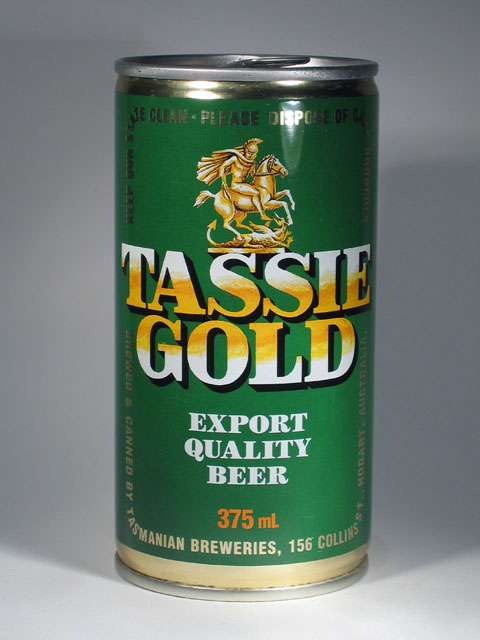 CLEAN · PLEASE DISPOSE OF
TASSIE
GOLD
EXPORT
QUALITY
BEER
375 mL
BREWED & CANNED BY TASMANIAN BREWERIES, 156 COLLINS ST., HOBART, AUSTRALIA.